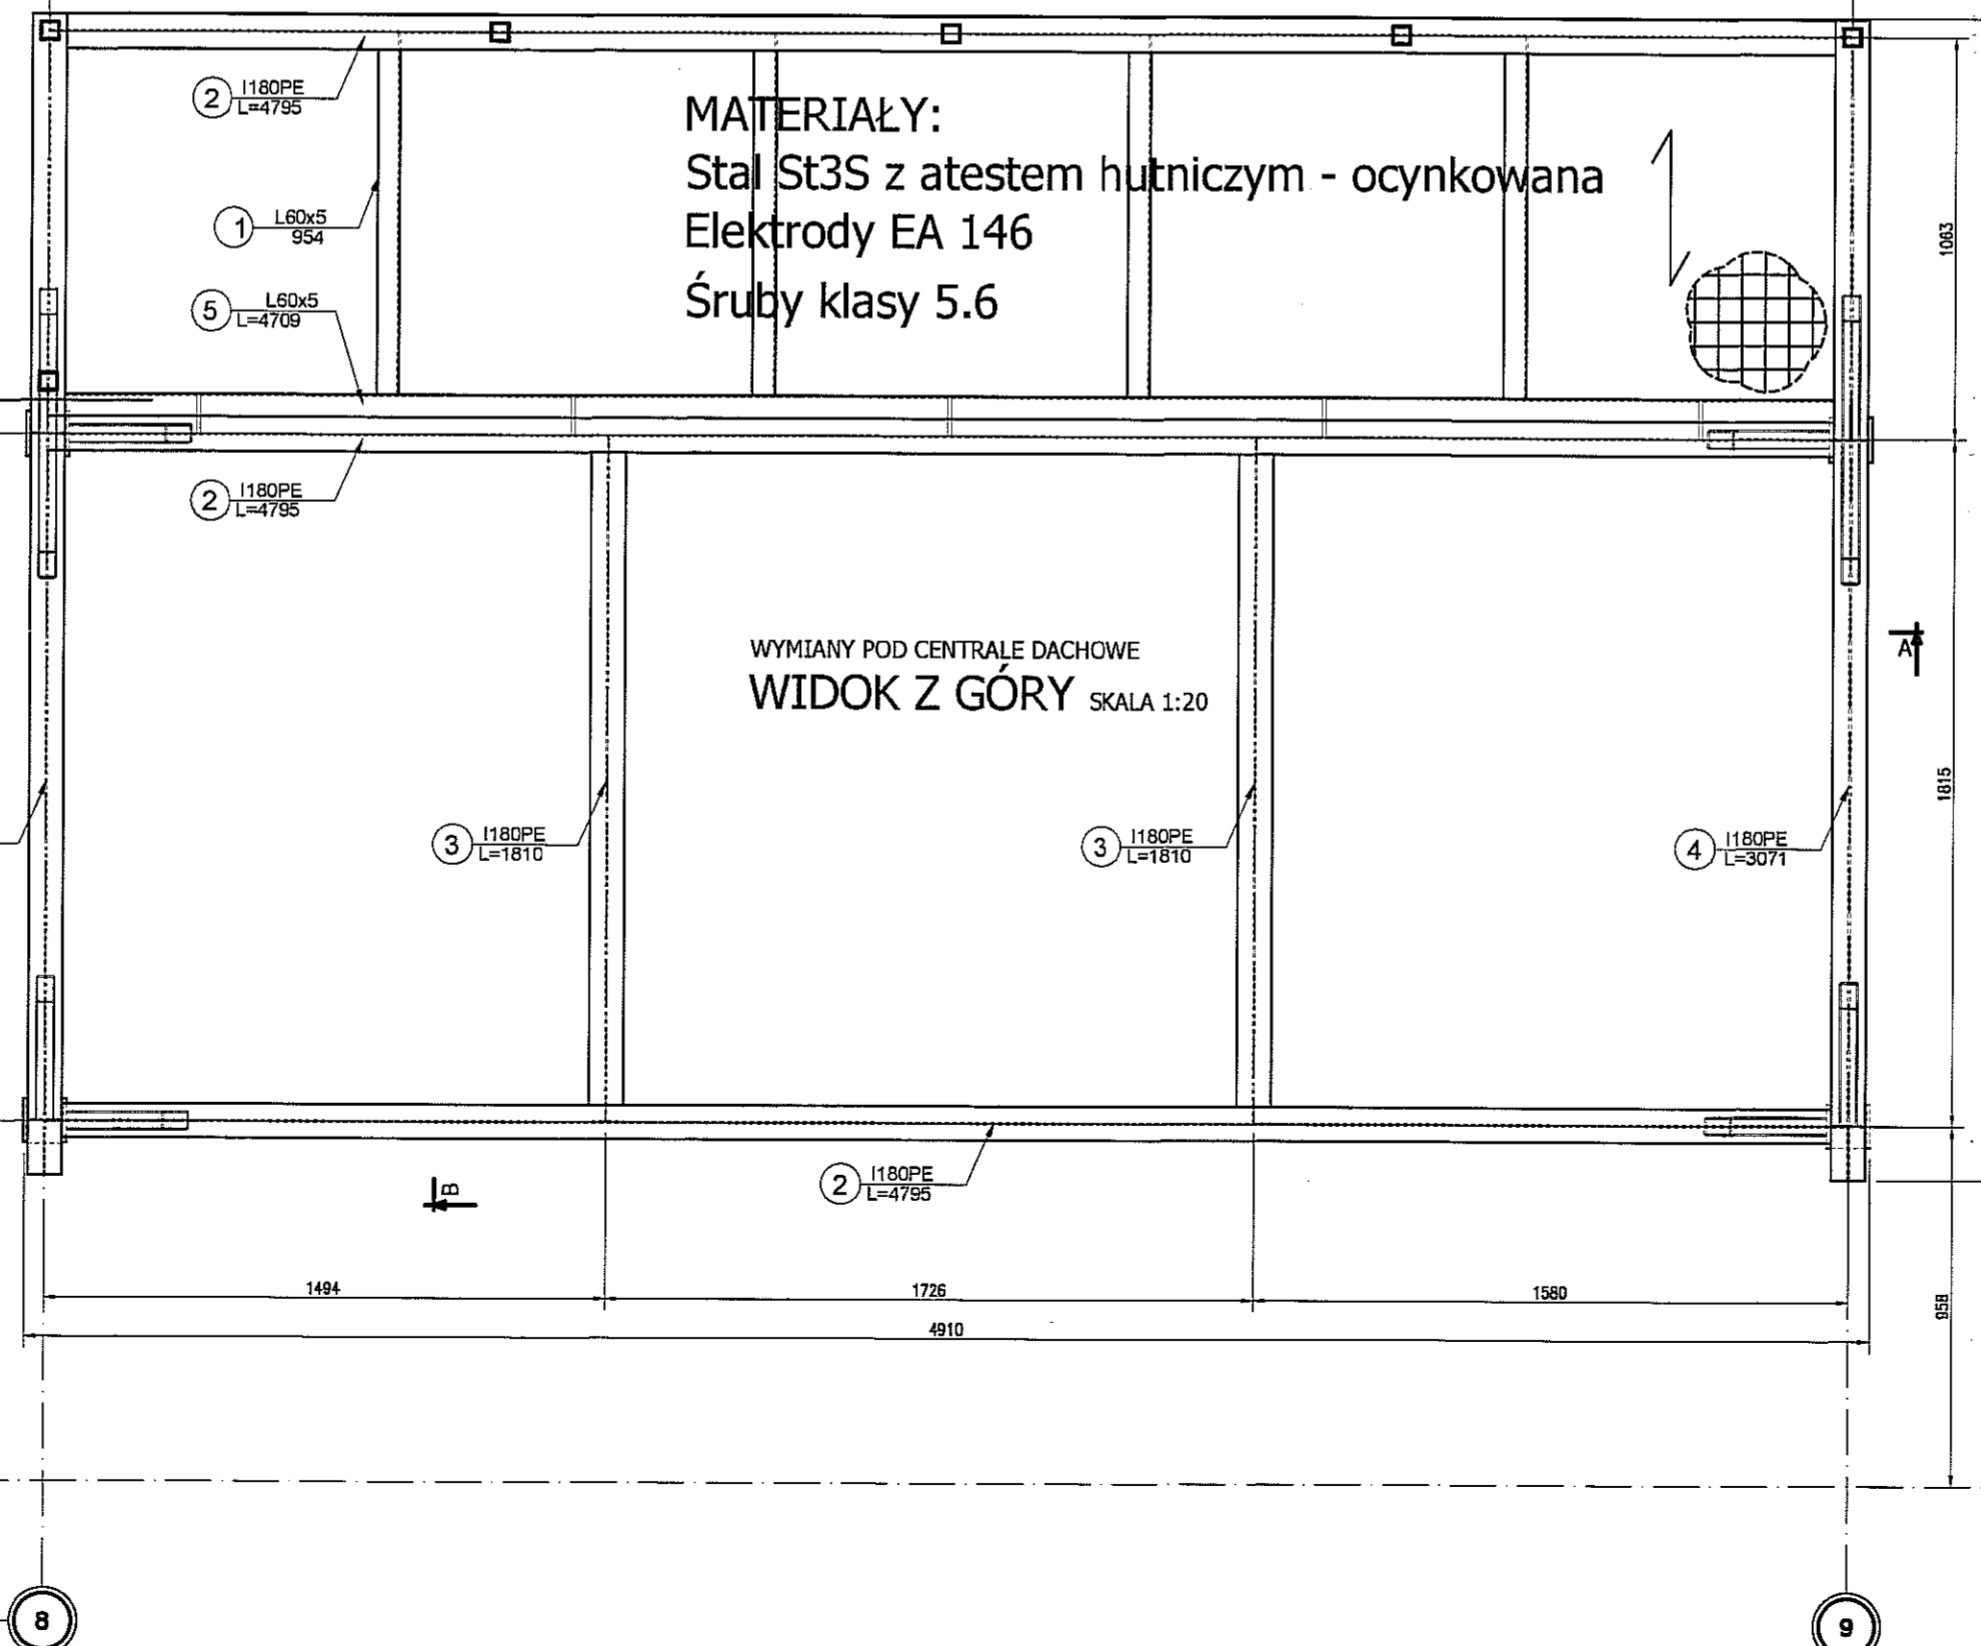 2 I180PE
L=4795
MATERIAŁY:
Stal St3S z atestem hutniczym - ocynkowana
Elektrody EA 146
Śruby klasy 5.6
1 L60x5
954
5 L60x5
L=4709
1063
2 I180PE
L=4795
WYMIANY POD CENTRALE DACHOWE
WIDOK Z GÓRY SKALA 1:20
A
1815
3 I180PE
L=1810
3 I180PE
L=1810
4 I180PE
L=3071
2 I180PE
L=4795
B
1494
1726
1580
4910
958
8
9